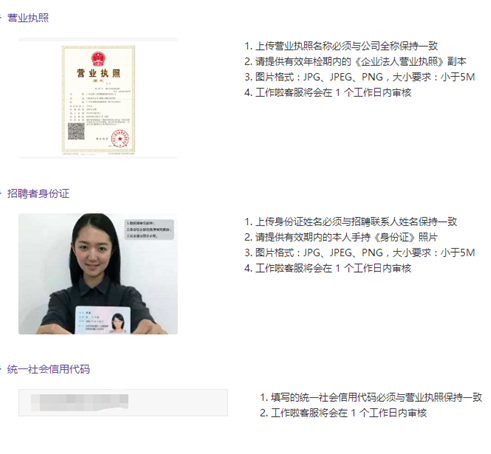 营业执照
营业执照
1. 上传营业执照名称必须与公司全称保持一致
2. 请提供有效年检期内的《企业法人营业执照》副本
3. 图片格式：JPG、JPEG、PNG，大小要求：小于5M
4. 工作啦客服将会在 1 个工作日内审核
招聘者身份证
1. 上传身份证姓名必须与招聘联系人姓名保持一致
2. 请提供有效期内的本人手持《身份证》照片
3. 图片格式：JPG、JPEG、PNG，大小要求：小于5M
4. 工作啦客服将会在 1 个工作日内审核
统一社会信用代码
1. 填写的统一社会信用代码必须与营业执照保持一致
2. 工作啦客服将会在 1 个工作日内审核